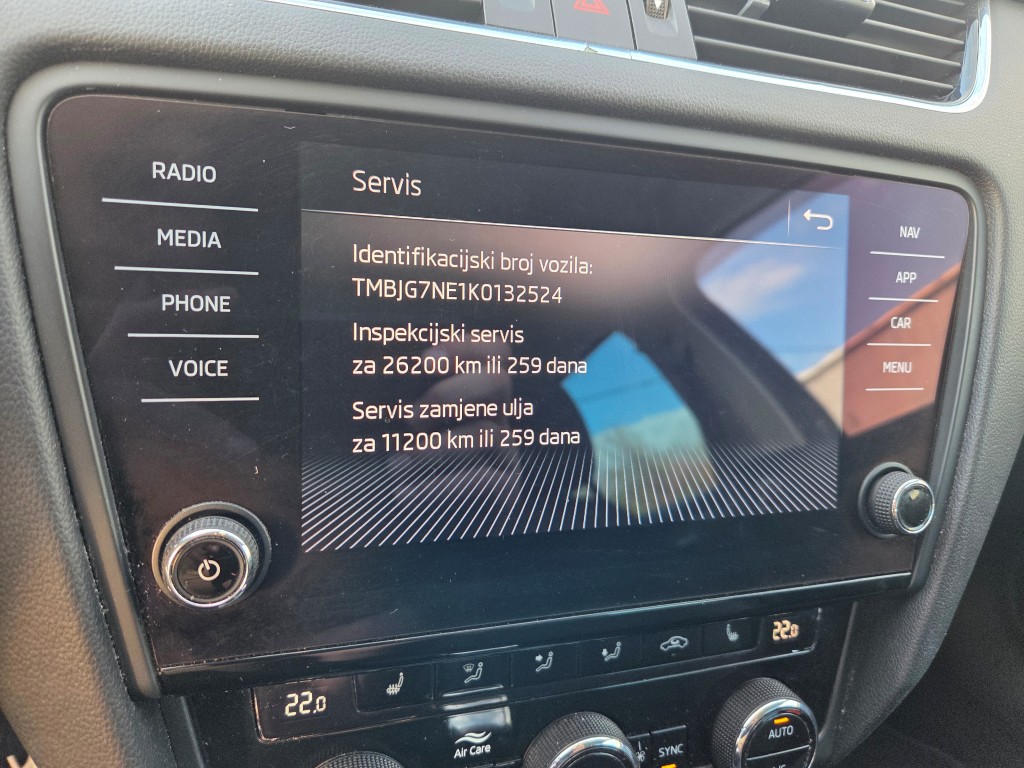 RADIO
MEDIA
PHONE
VOICE
Servis
Identifikacijski broj vozila:
TMBJG7NE1K0132524
Inspekcijski servis
za 26200 km ili 259 dana
Servis zamjene ulja
za 11200 km ili 259 dana
NAV
APP
CAR
MENU
22.0
22.0
Air Care
SYNC
AUTO